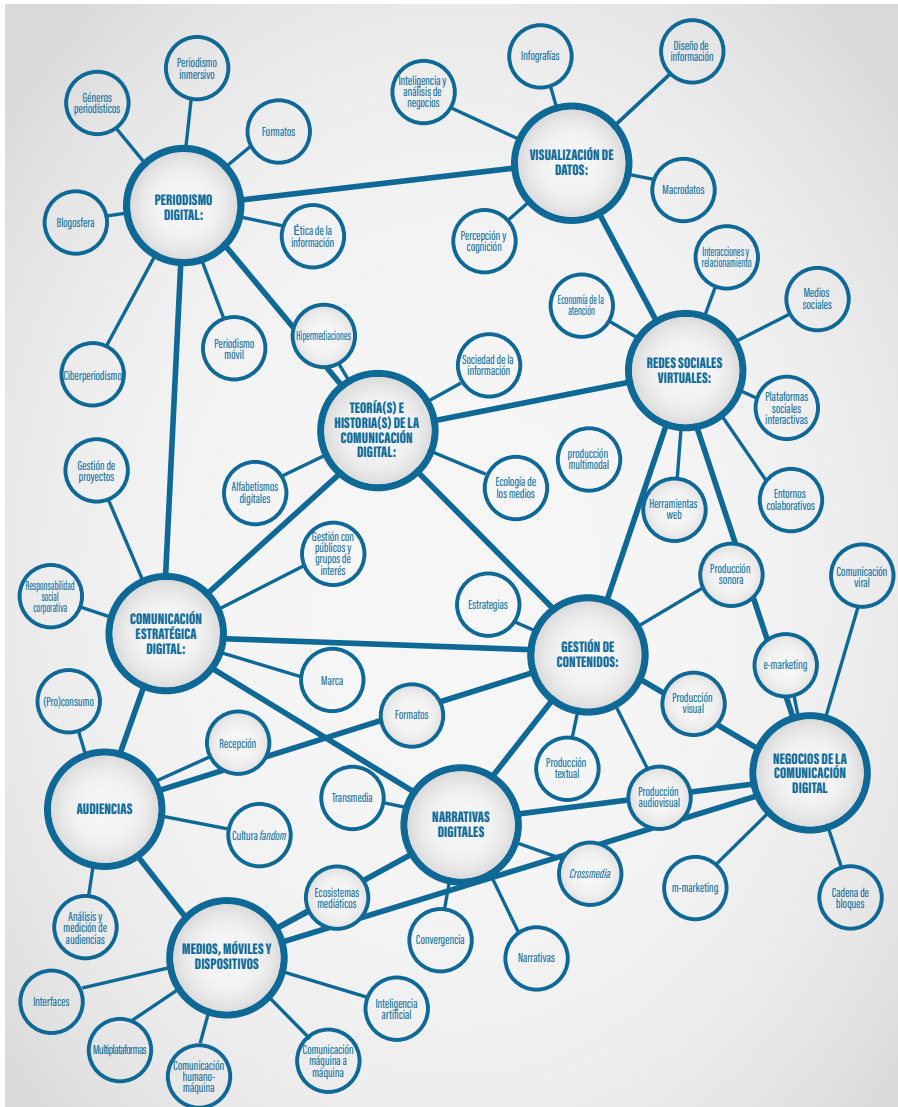 Periodismo
inmersivo
Géneros
periodísticos
Formatos
PERIODISMO
DIGITAL:
Blogosfera
Ética de la
información
Ciberperiodismo
Periodismo
móvil
Infografías
Diseño de
información
Inteligencia y
análisis de
negocios
VISUALIZACIÓN DE
DATOS:
Macrodatos
Percepción y
cognición
Interacciones y
relacionamiento
Economía de la
atención
Medios
sociales
REDES SOCIALES
VIRTUALES:
Plataformas
sociales
interactivas
Herramientas
web
Entornos
colaborativos
Hipermediaciones
Sociedad de la
información
TEORÍA(S) E
HISTORIA(S) DE LA
COMUNICACIÓN
DIGITAL:
Alfabetismos
digitales
Ecología de
los medios
producción
multimodal
Gestión de
proyectos
Gestión con
públicos y
grupos de
interés
Responsabilidad
social
corporativa
COMUNICACIÓN
ESTRATÉGICA
DIGITAL:
Marca
Estrategias
Producción
sonora
GESTIÓN DE
CONTENIDOS:
Formatos
Producción
visual
Producción
textual
Producción
audiovisual
Comunicación
viral
e-marketing
NEGOCIOS DE LA
COMUNICACIÓN
DIGITAL
m-marketing
Cadena de
bloques
(Pro)consumo
Recepción
AUDIENCIAS
Cultura fandom
Análisis y
medición de
audiencias
Transmedia
NARRATIVAS
DIGITALES
Crossmedia
Ecosistemas
mediáticos
Convergencia
Narrativas
MEDIOS, MÓVILES Y
DISPOSITIVOS
Interfaces
Multiplataformas
Comunicación
humano-
máquina
Comunicación
máquina a
máquina
Inteligencia
artificial